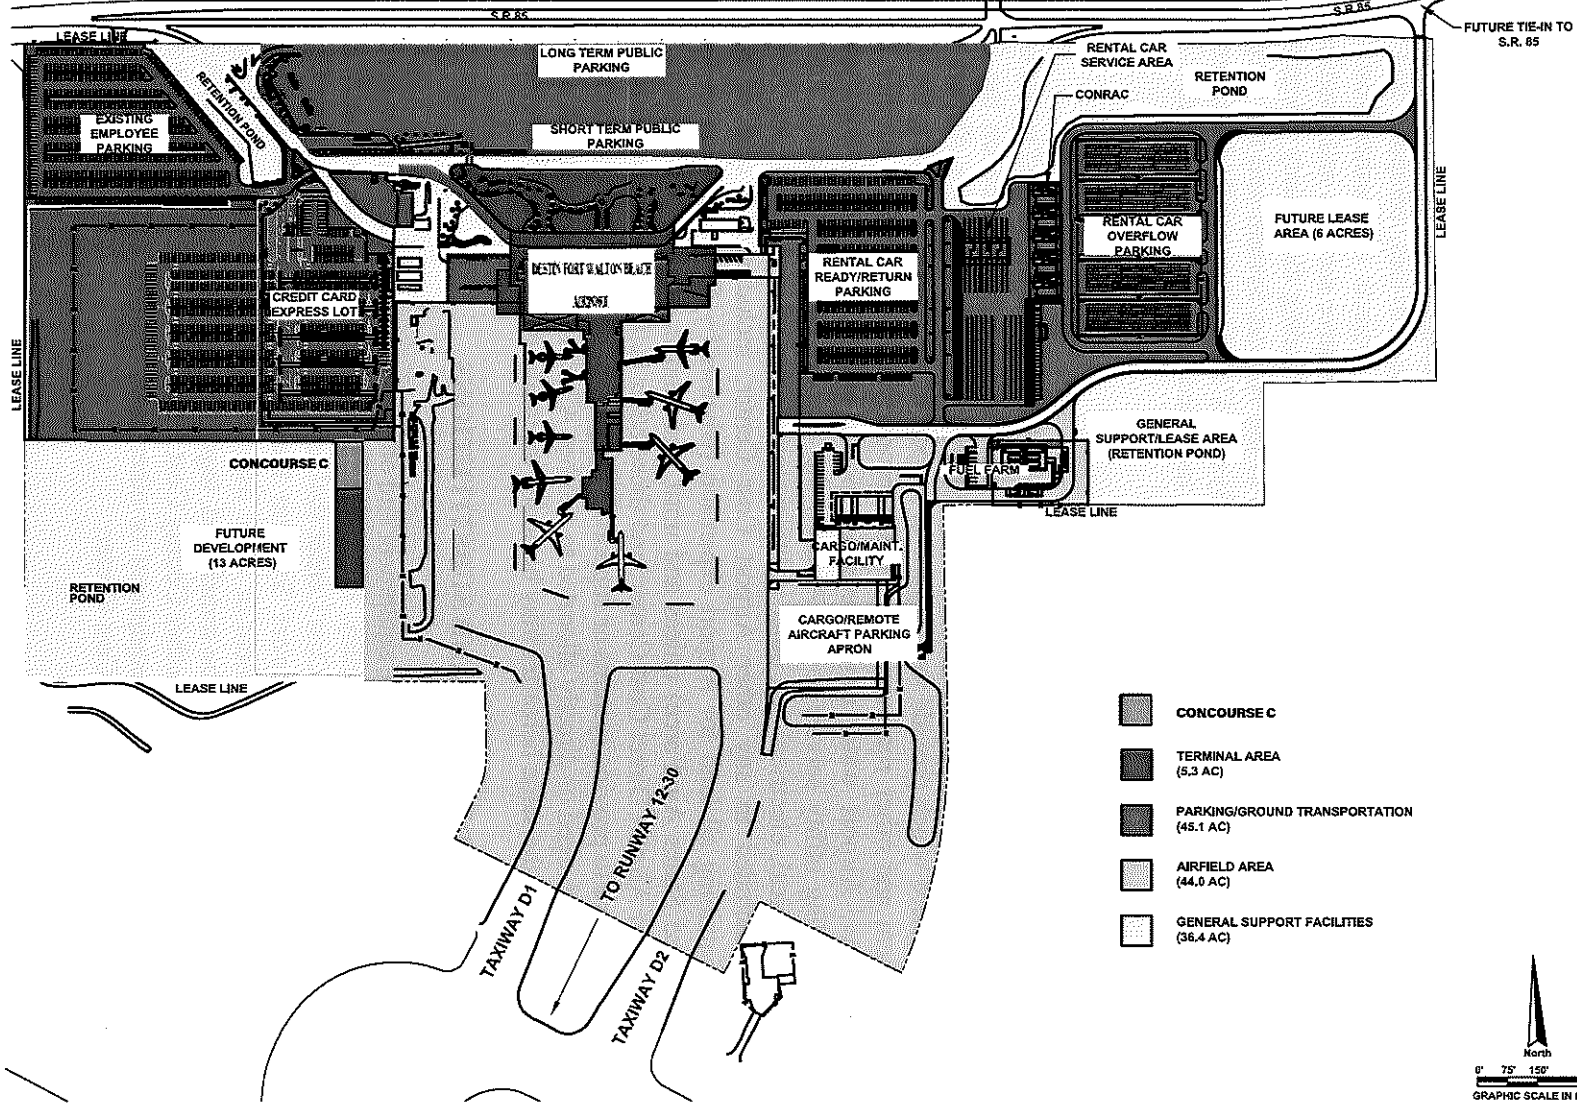 S.R. 85
S.R. 85
FUTURE TIE-IN TO
S.R. 85
LEASE LINE
LONG TERM PUBLIC
PARKING
RENTAL CAR
SERVICE AREA
RETENTION
POND
CONRAC
RETENTION POND
EXISTING
EMPLOYEE
PARKING
SHORT TERM PUBLIC
PARKING
LEASE LINE
FUTURE LEASE
AREA (6 ACRES)
RENTAL CAR
OVERFLOW
PARKING
DESTIN FORT WALTON BEACH
AIRPORT
RENTAL CAR
READY/RETURN
PARKING
CREDIT CARD
EXPRESS LOT
LEASE LINE
GENERAL
SUPPORT/LEASE AREA
(RETENTION POND)
CONCOURSE C
FUEL FARM
LEASE LINE
FUTURE
DEVELOPMENT
(13 ACRES)
CARGO/MAINT.
FACILITY
RETENTION
POND
CARGO/REMOTE
AIRCRAFT PARKING
APRON
LEASE LINE
CONCOURSE C
TERMINAL AREA
(5.3 AC)
PARKING/GROUND TRANSPORTATION
(45.1 AC)
AIRFIELD AREA
(44.0 AC)
GENERAL SUPPORT FACILITIES
(36.4 AC)
TO RUNWAY 12-30
TAXIWAY D1
TAXIWAY D2
North
0' 75' 150'
GRAPHIC SCALE IN